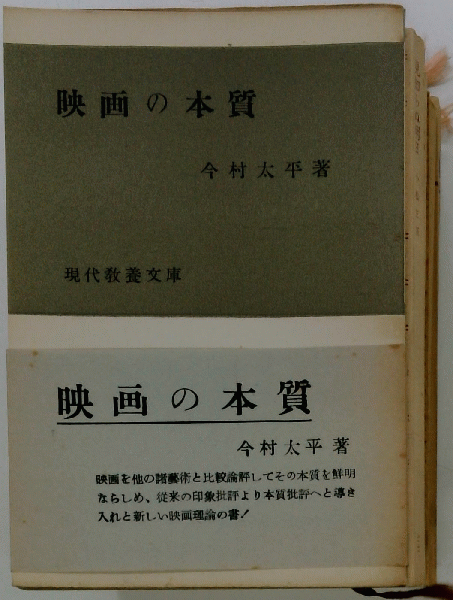 映画の本質
今村太平著
現代教養文庫
映画の本質
今村太平著
映画を他の諸藝術と比較論評してその本質を鮮明
ならしめ、従来の印象批評より本質批評へと導き
入れと新しい映画理論の書！